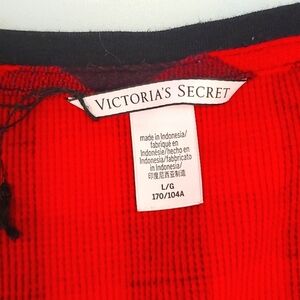 VICTORIA'S SECRET
made in Indonesia/
fabriqué en
Indonésie/hecho en
Indonesia/fabbricato
in Indonesia/
印度尼西亚制造
L/G
170/104A